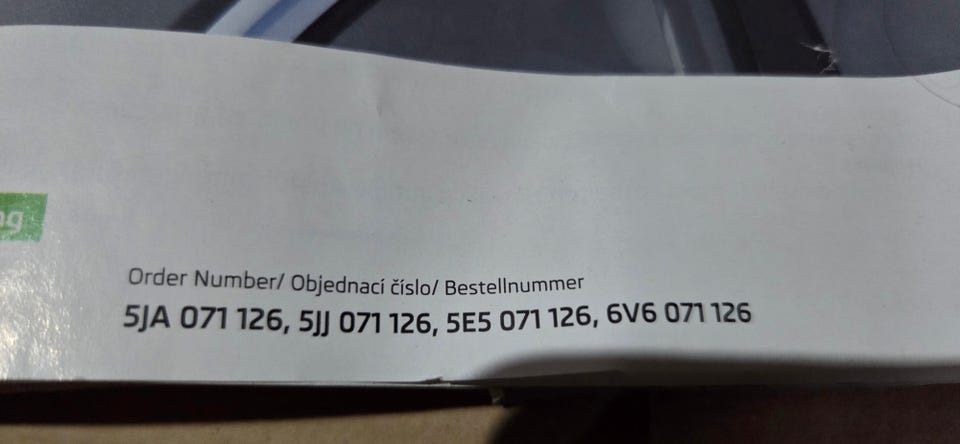 Order Number/ Objednací číslo/ Bestellnummer
5JA 071 126, 5JJ 071 126, 5E5 071 126, 6V6 071 126